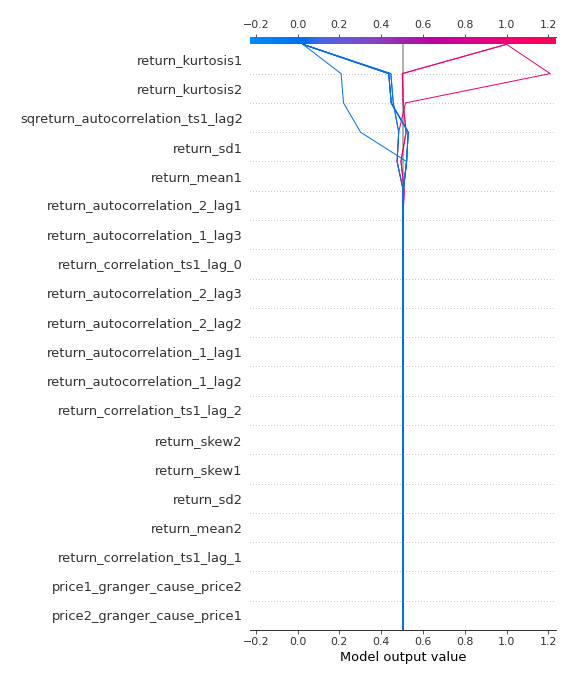 −0.2 0.0 0.2 0.4 0.6 0.8 1.0 1.2
return_kurtosis1
return_kurtosis2
sqreturn_autocorrelation_ts1_lag2
return_sd1
return_mean1
return_autocorrelation_2_lag1
return_autocorrelation_1_lag3
return_correlation_ts1_lag_0
return_autocorrelation_2_lag3
return_autocorrelation_2_lag2
return_autocorrelation_1_lag1
return_autocorrelation_1_lag2
return_correlation_ts1_lag_2
return_skew2
return_skew1
return_sd2
return_mean2
return_correlation_ts1_lag_1
price1_granger_cause_price2
price2_granger_cause_price1
−0.2 0.0 0.2 0.4 0.6 0.8 1.0 1.2
Model output value